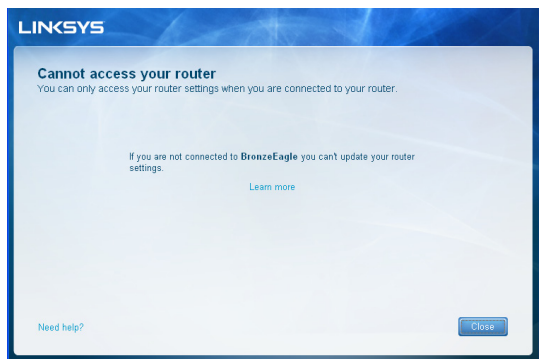 LINKSYS
Cannot access your router
You can only access your router settings when you are connected to your router.
If you are not connected to BronzeEagle you can't update your router
settings.
Learn more
Need help?
Close